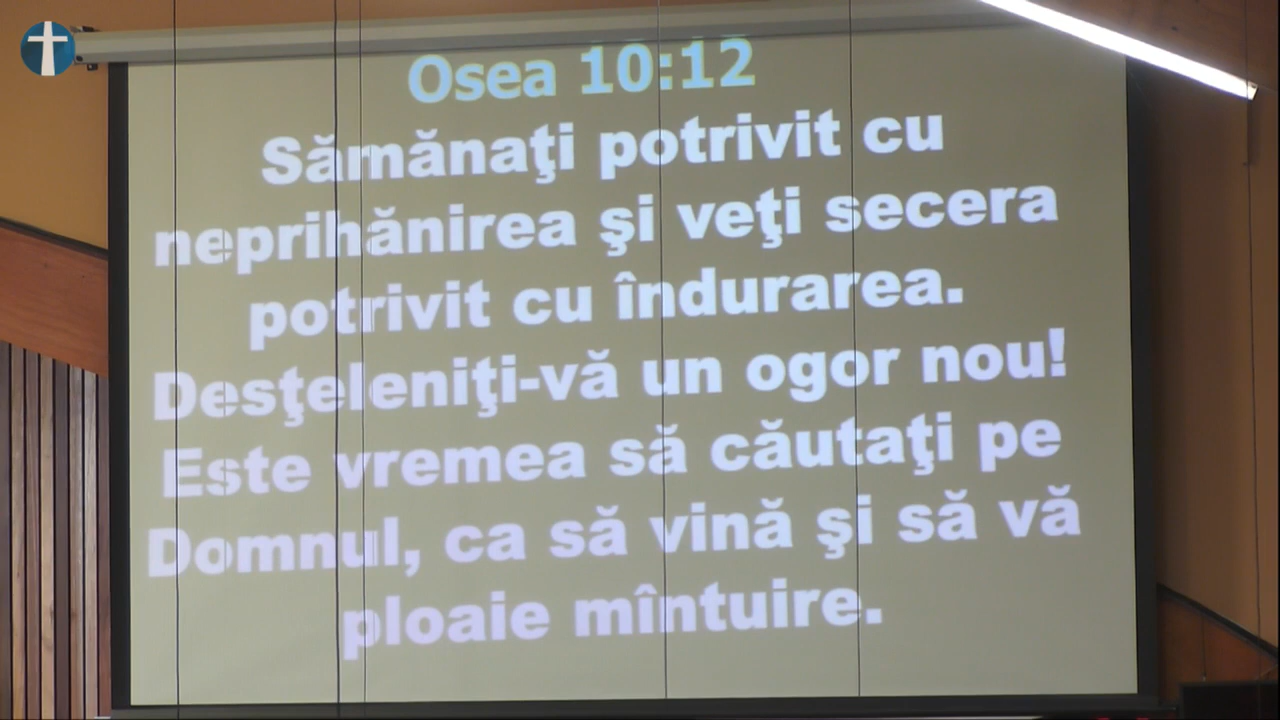 Osea 10:12
Sămănaţi potrivit cu
neprihănirea şi veţi secera
potrivit cu îndurarea.
Desţeleniţi-vă un ogor nou!
Este vremea să căutaţi pe
Domnul, ca să vină şi să vă
ploaie mîntuire.